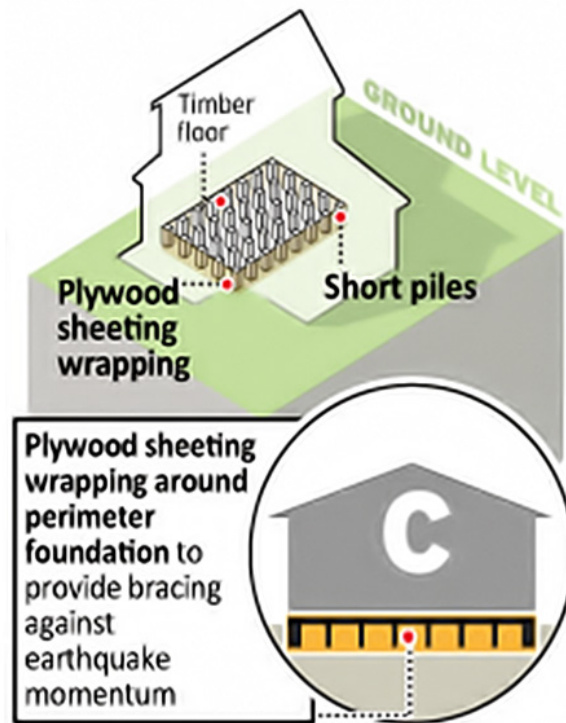 Timber
floor
GROUND LEVEL
Plywood
sheeting
wrapping
Short piles
Plywood sheeting
wrapping around
perimeter
foundation to
provide bracing
against
earthquake
momentum
C